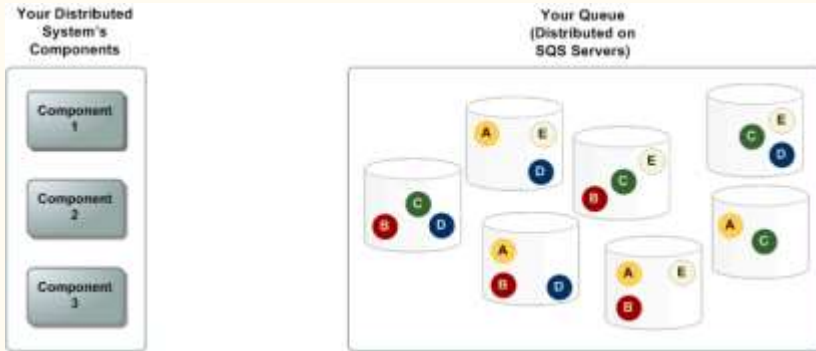 Your Distributed
System's
Components
Component
1
Component
2
Component
3
Your Queue
(Distributed on
SQS Servers)
A
E
D
B
C
E
E
C
D
C
B
D
A
B
D
A
E
B
A
C